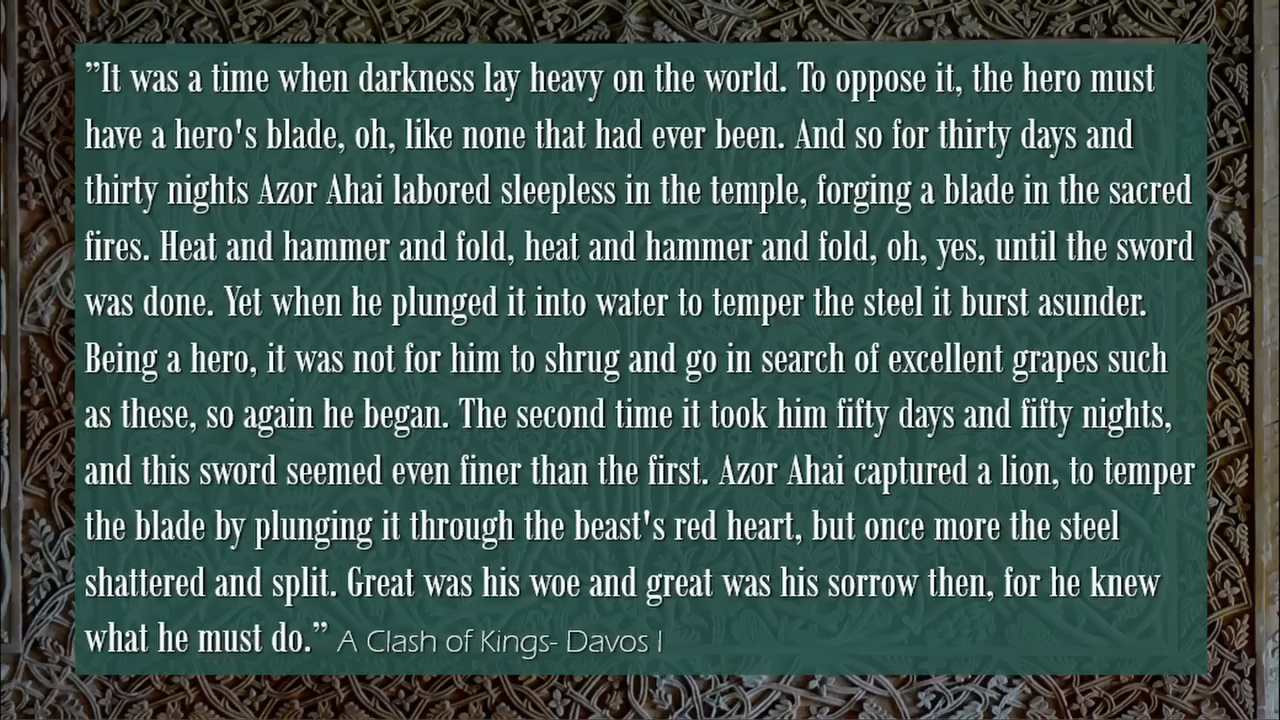 ”It was a time when darkness lay heavy on the world. To oppose it, the hero must
have a hero's blade, oh, like none that had ever been. And so for thirty days and
thirty nights Azor Ahai labored sleepless in the temple, forging a blade in the sacred
fires. Heat and hammer and fold, heat and hammer and fold, oh, yes, until the sword
was done. Yet when he plunged it into water to temper the steel it burst asunder.
Being a hero, it was not for him to shrug and go in search of excellent grapes such
as these, so again he began. The second time it took him fifty days and fifty nights,
and this sword seemed even finer than the first. Azor Ahai captured a lion, to temper
the blade by plunging it through the beast's red heart, but once more the steel
shattered and split. Great was his woe and great was his sorrow then, for he knew
what he must do.” A Clash of Kings- Davos I